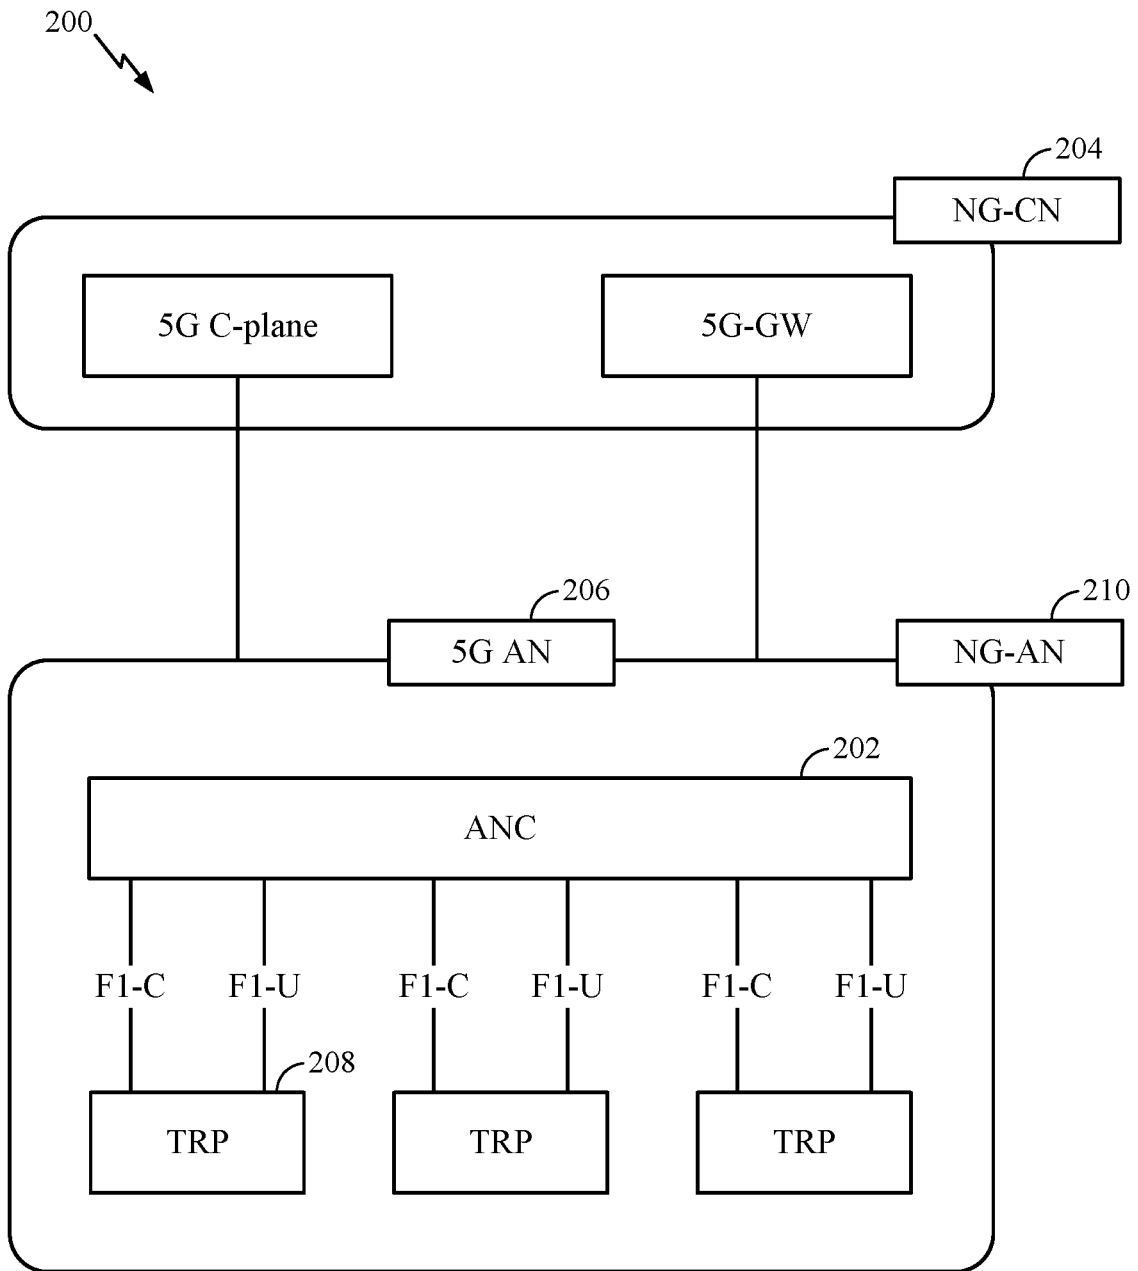 200
204
NG-CN
5G C-plane
5G-GW
206
210
5G AN
NG-AN
202
ANC
F1-C
F1-U
F1-C
F1-U
F1-C
F1-U
208
TRP
TRP
TRP